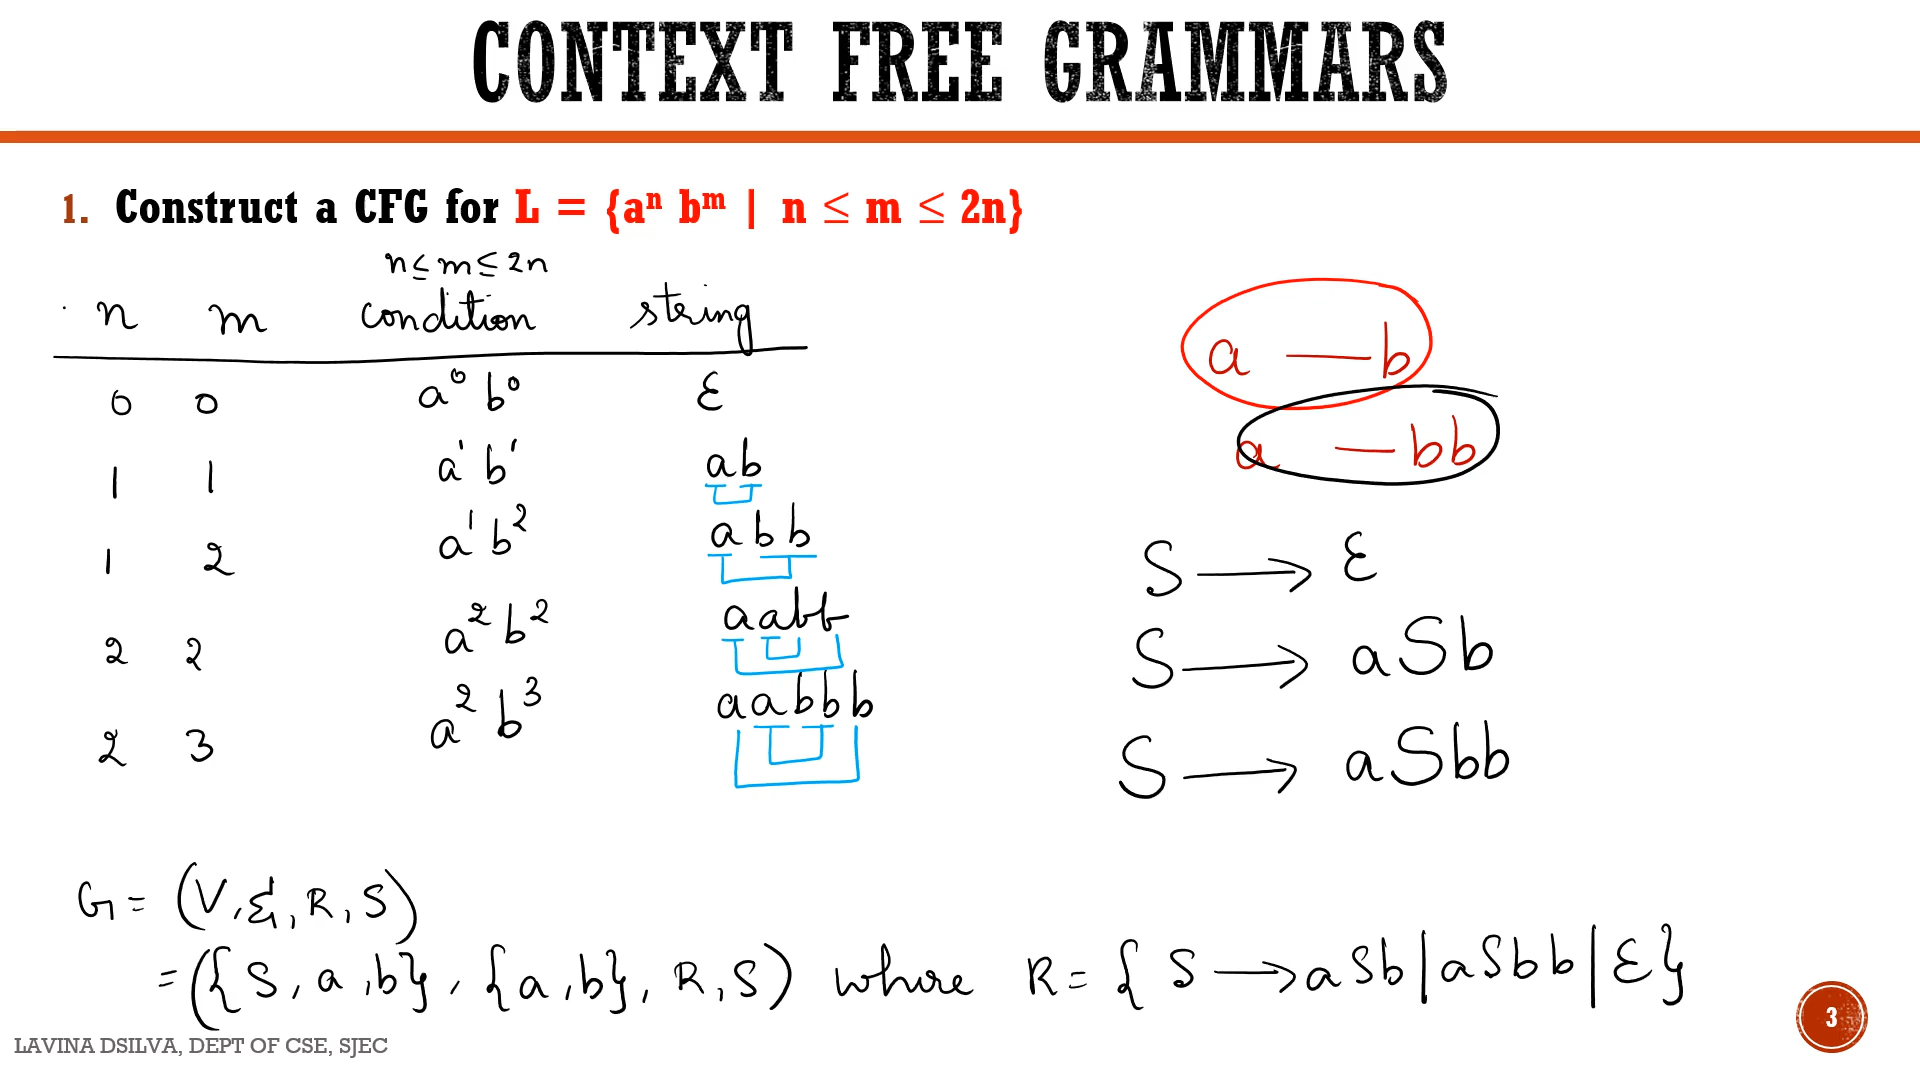 CONTEXT FREE GRAMMARS
1. Construct a CFG for L = {aⁿ bᵐ | n ≤ m ≤ 2n}
n ≤ m ≤ 2n
n m condition string
0 0 a⁰ b⁰ ε
1 1 a¹ b¹ ab
1 2 a¹ b² abb
2 2 a² b² aabb
2 3 a² b³ aabbb
a — b
a — bb
S → ε
S → aSb
S → aSbb
G = (V, Σ, R, S)
= ({S, a, b}, {a, b}, R, S) where R = {S → aSb | aSbb | ε}
LAVINA DSILVA, DEPT OF CSE, SJEC
3